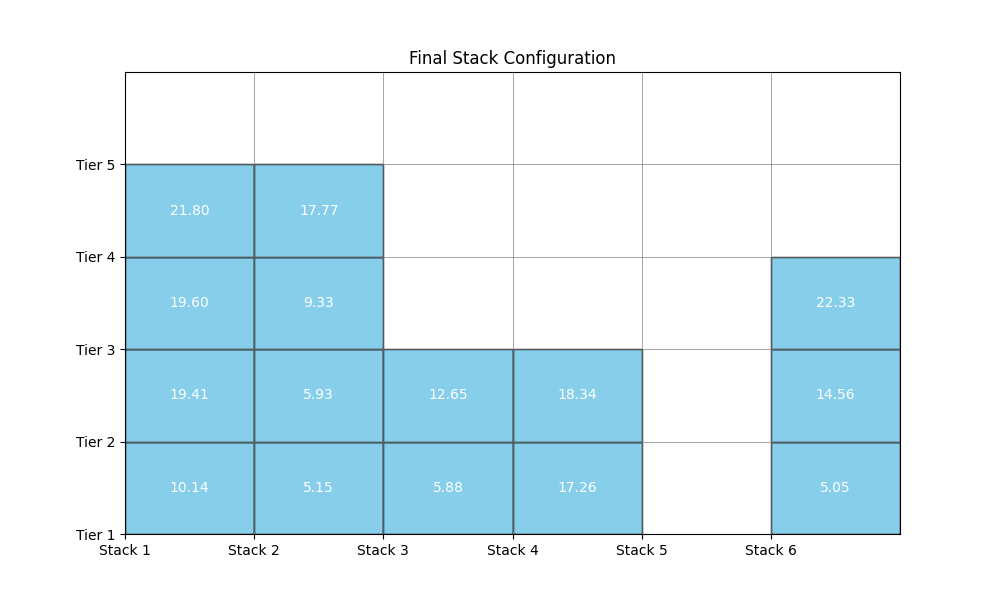 Final Stack Configuration
Tier 5
21.80 17.77
Tier 4
19.60 9.33 22.33
Tier 3
19.41 5.93 12.65 18.34 14.56
Tier 2
10.14 5.15 5.88 17.26 5.05
Tier 1
Stack 1 Stack 2 Stack 3 Stack 4 Stack 5 Stack 6